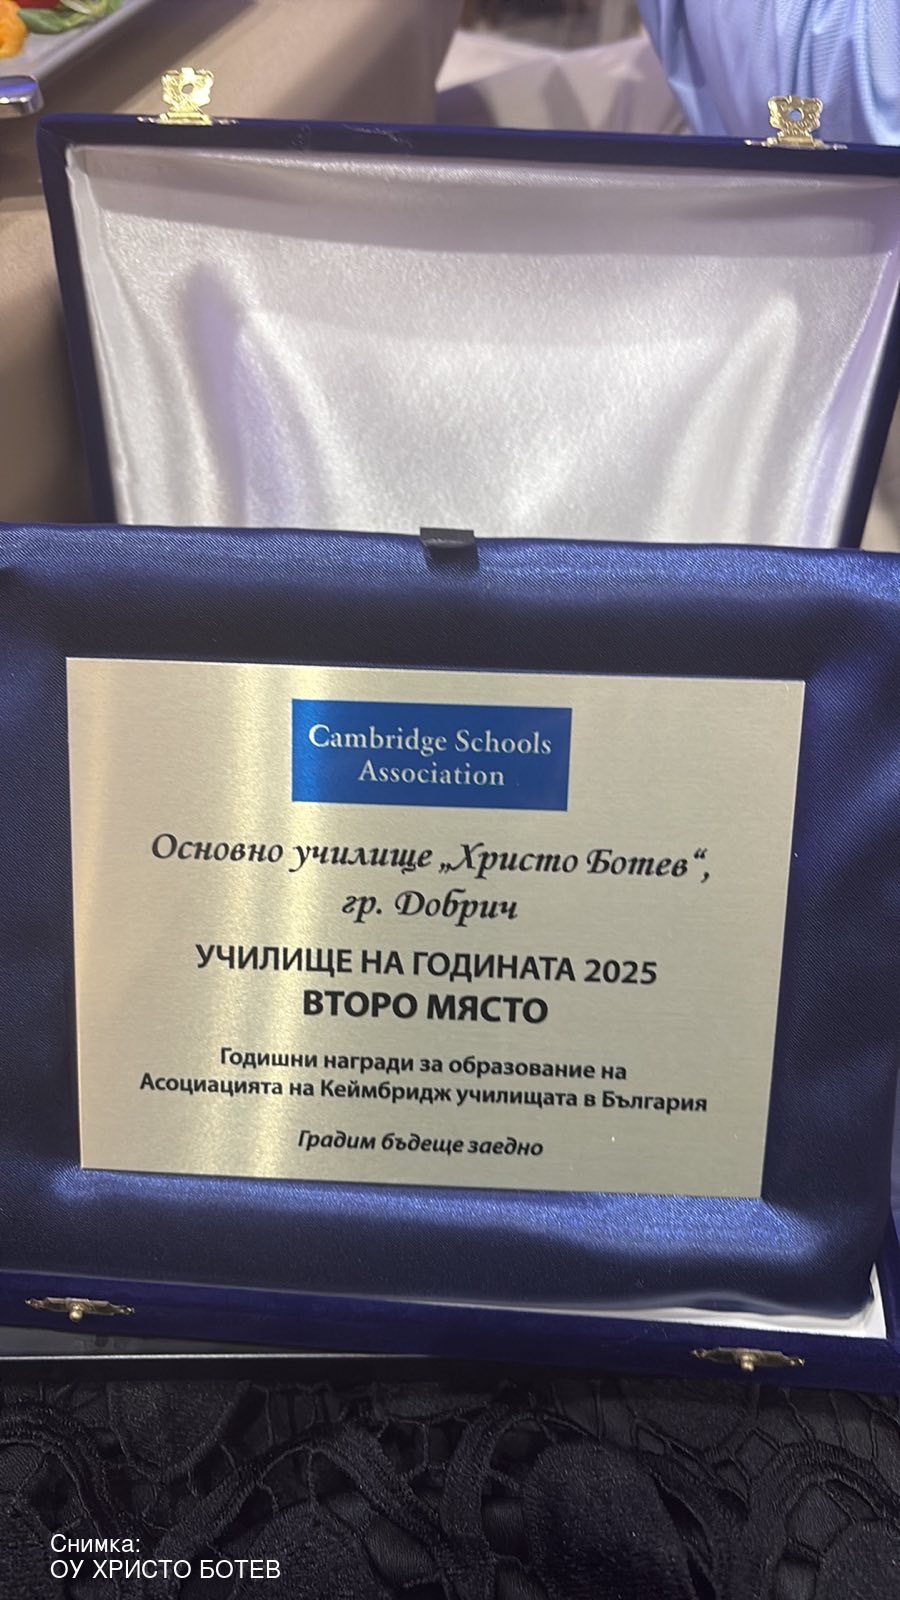 Cambridge Schools
Association
Основно училище „Христо Ботев“,
гр. Добрич
УЧИЛИЩЕ НА ГОДИНАТА 2025
ВТОРО МЯСТО
Годишни награди за образование на
Асоциацията на Кеймбридж училищата в България
Градим бъдеще заедно
Снимка:
ОУ ХРИСТО БОТЕВ